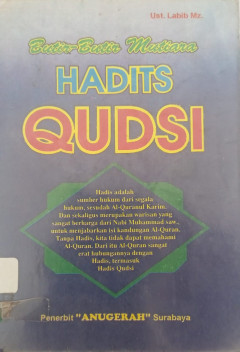 Ust. Labib Mz.
Butir-Butir Mutiara
HADITS
QUDSI
Hadis adalah
sumber hukum dari segala
hukum, sesudah Al-Quranul Karim.
Dan sekaligus merupakan warisan yang
sangat berharga dari Nabi Muhammad saw.,
untuk menjabarkan isi kandungan Al-Quran.
Tanpa Hadis, kita tidak dapat memahami
Al-Quran. Dari itu Al-Quran sangat
erat hubungannya dengan
Hadis, termasuk
Hadis Qudsi
Penerbit "ANUGERAH" Surabaya